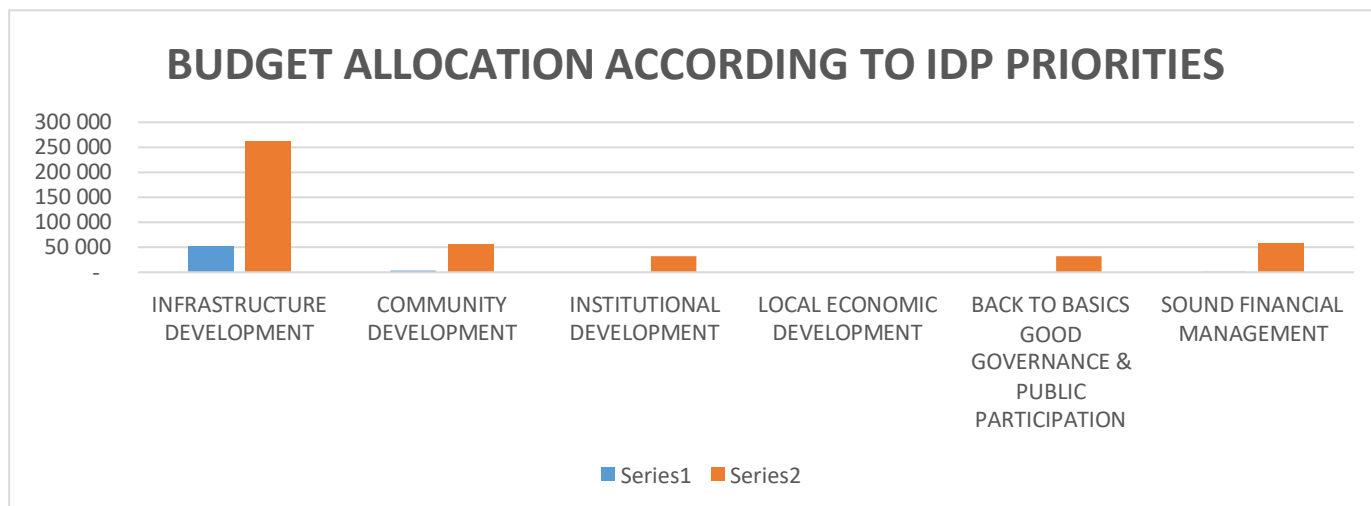 BUDGET ALLOCATION ACCORDING TO IDP PRIORITIES
300 000
250 000
200 000
150 000
100 000
50 000
-
INFRASTRUCTURE
DEVELOPMENT
COMMUNITY
DEVELOPMENT
INSTITUTIONAL
DEVELOPMENT
LOCAL ECONOMIC
DEVELOPMENT
BACK TO BASICS
GOOD
GOVERNANCE &
PUBLIC
PARTICIPATION
SOUND FINANCIAL
MANAGEMENT
Series1
Series2